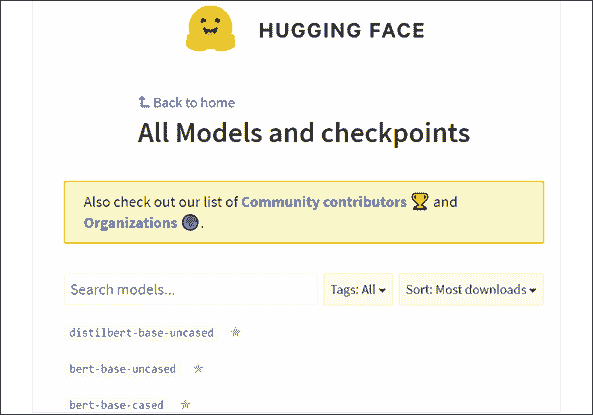 HUGGING FACE
Back to home
All Models and checkpoints
Also check out our list of Community contributors 🏆 and
Organizations 🌍.
Search models...
Tags: All
Sort: Most downloads
distilbert-base-uncased
bert-base-uncased
bert-base-cased